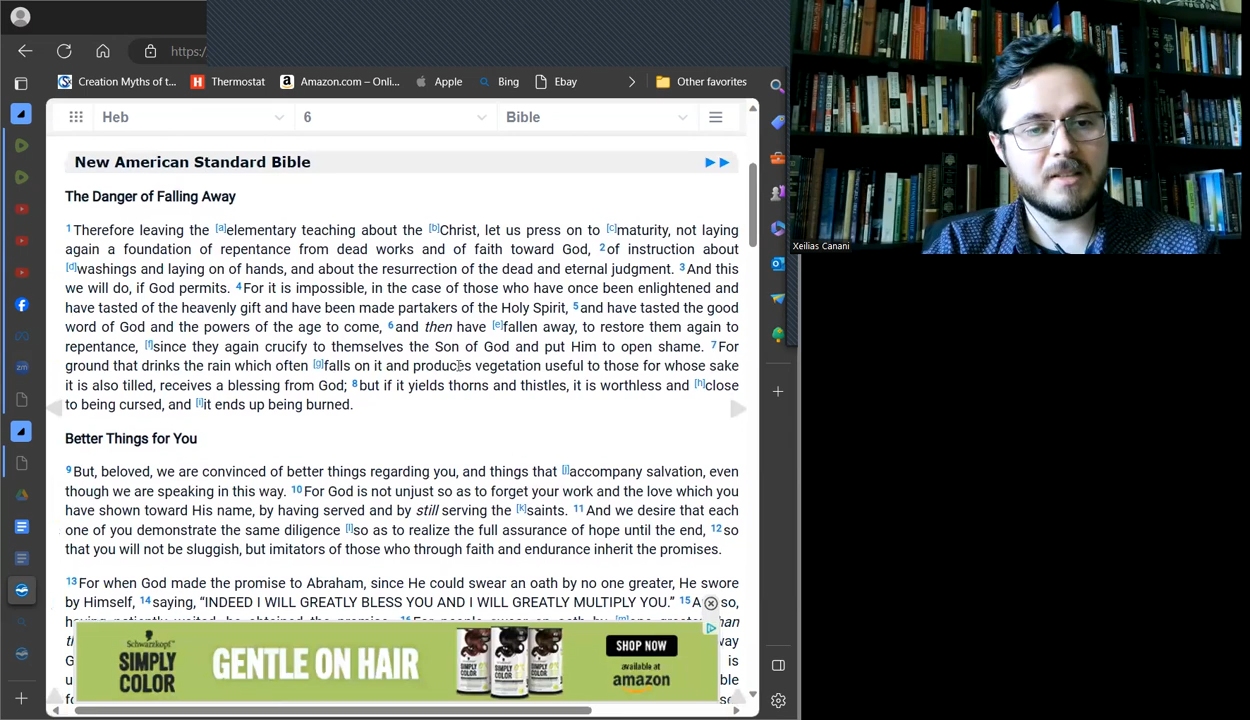 https:/
Creation Myths of t...
Thermostat
Amazon.com – Onli...
Apple
Bing
Ebay
Other favorites
Heb
6
Bible
New American Standard Bible
The Danger of Falling Away
1 Therefore leaving the [a]elementary teaching about the [b]Christ, let us press on to [c]maturity, not laying
again a foundation of repentance from dead works and of faith toward God, 2 of instruction about
[d]washings and laying on of hands, and about the resurrection of the dead and eternal judgment. 3 And this
we will do, if God permits. 4 For it is impossible, in the case of those who have once been enlightened and
have tasted of the heavenly gift and have been made partakers of the Holy Spirit, 5 and have tasted the good
word of God and the powers of the age to come, 6 and then have [e]fallen away, to restore them again to
repentance, [f]since they again crucify to themselves the Son of God and put Him to open shame. 7 For
ground that drinks the rain which often [g]falls on it and produces vegetation useful to those for whose sake
it is also tilled, receives a blessing from God; 8 but if it yields thorns and thistles, it is worthless and [h]close
to being cursed, and [i]it ends up being burned.
Better Things for You
9 But, beloved, we are convinced of better things regarding you, and things that [j]accompany salvation, even
though we are speaking in this way. 10 For God is not unjust so as to forget your work and the love which you
have shown toward His name, by having served and by still serving the [k]saints. 11 And we desire that each
one of you demonstrate the same diligence [l]so as to realize the full assurance of hope until the end, 12 so
that you will not be sluggish, but imitators of those who through faith and endurance inherit the promises.
13 For when God made the promise to Abraham, since He could swear an oath by no one greater, He swore
by Himself, 14 saying, “INDEED I WILL GREATLY BLESS YOU AND I WILL GREATLY MULTIPLY YOU.” 15 so,
Schwarzkopf
SIMPLY
COLOR
GENTLE ON HAIR
SHOP NOW
available at
amazon
Xeilias Canani